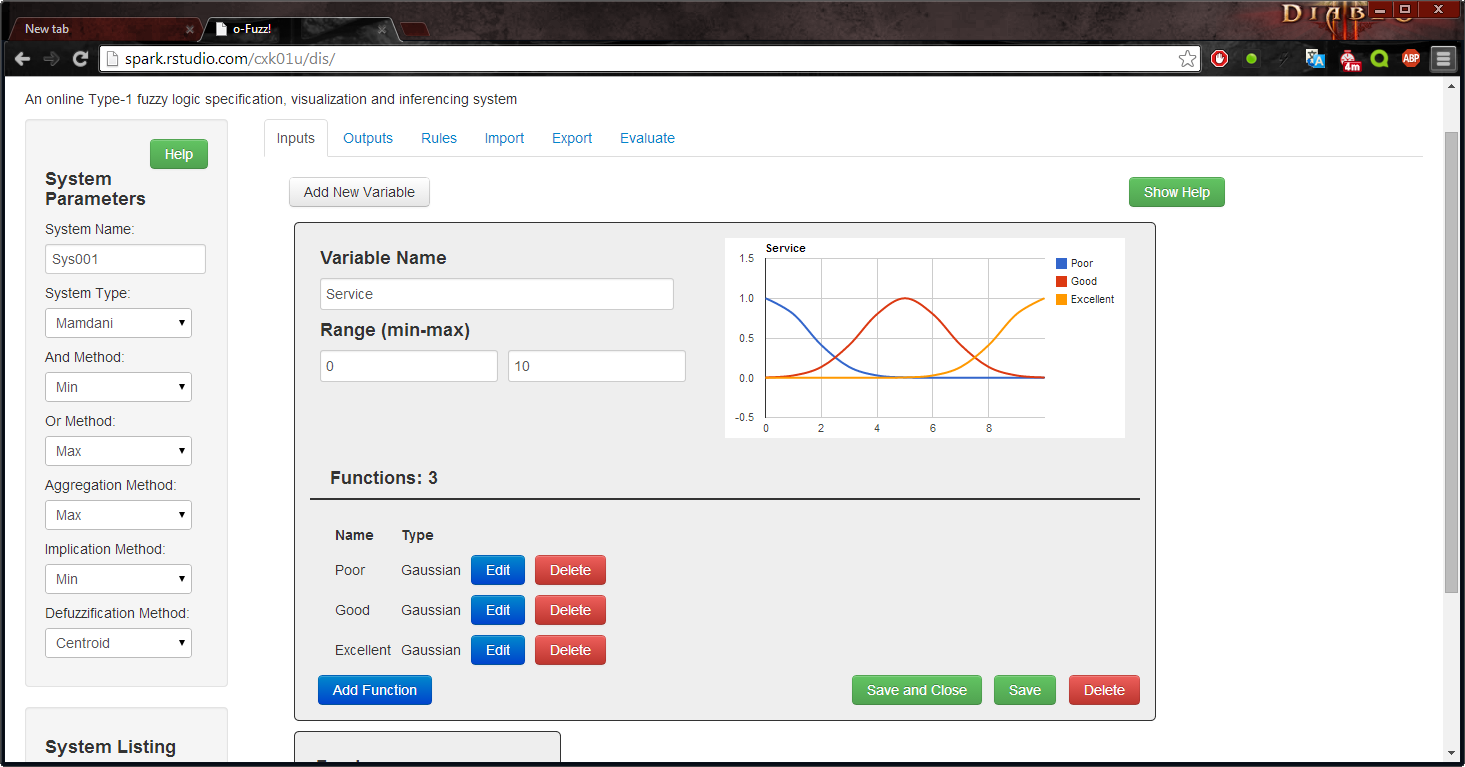 DIABLO
New tab
o-Fuzz!
spark.rstudio.com/cxk01u/dis/
4m
ABP
An online Type-1 fuzzy logic specification, visualization and inferencing system
Help
System
Parameters
System Name:
Sys001
System Type:
Mamdani
And Method:
Min
Or Method:
Max
Aggregation Method:
Max
Implication Method:
Min
Defuzzification Method:
Centroid
System Listing
Inputs Outputs Rules Import Export Evaluate
Add New Variable
Show Help
Variable Name
Service
Range (min-max)
0 10
Service
1.5
1.0
0.5
0.0
-0.5
0 2 4 6 8
Poor
Good
Excellent
Functions: 3
Name Type
Poor Gaussian Edit Delete
Good Gaussian Edit Delete
Excellent Gaussian Edit Delete
Add Function Save and Close Save Delete